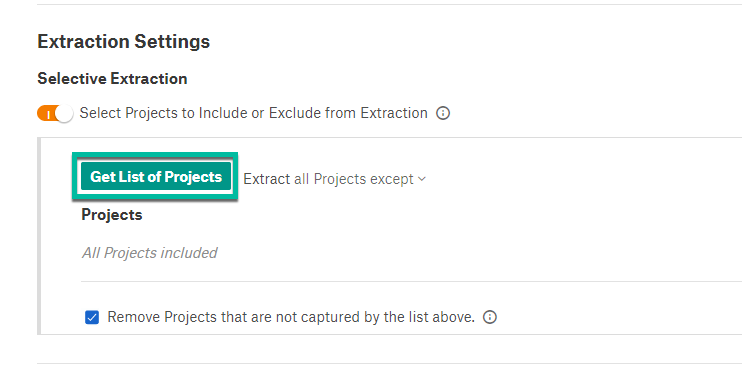 Extraction Settings
Selective Extraction
Select Projects to Include or Exclude from Extraction
Get List of Projects Extract all Projects except
Projects
All Projects included
Remove Projects that are not captured by the list above.